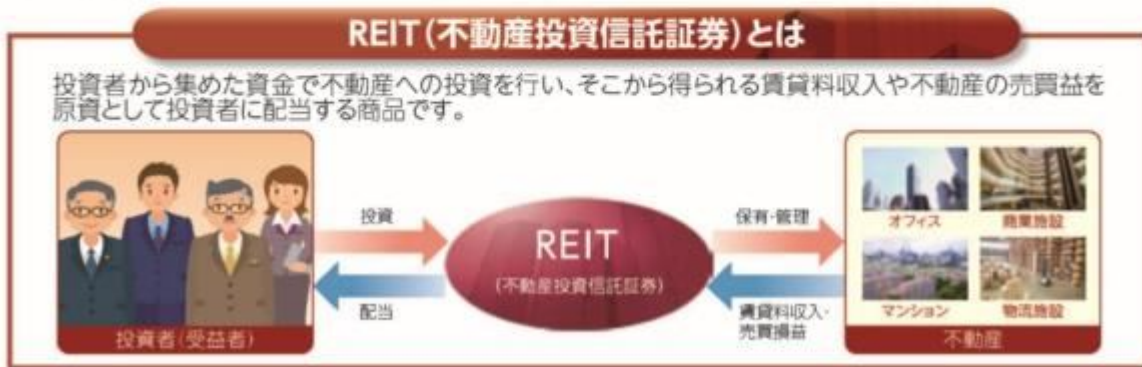 REIT(不動産投資信託証券)とは
投資者から集めた資金で不動産への投資を行い、そこから得られる賃貸料収入や不動産の売買益を
原資として投資者に配当する商品です。
投資
配当
投資者(受益者)
REIT
(不動産投資信託証券)
保有・管理
賃貸料収入・
売買損益
オフィス
商業施設
マンション
物流施設
不動産